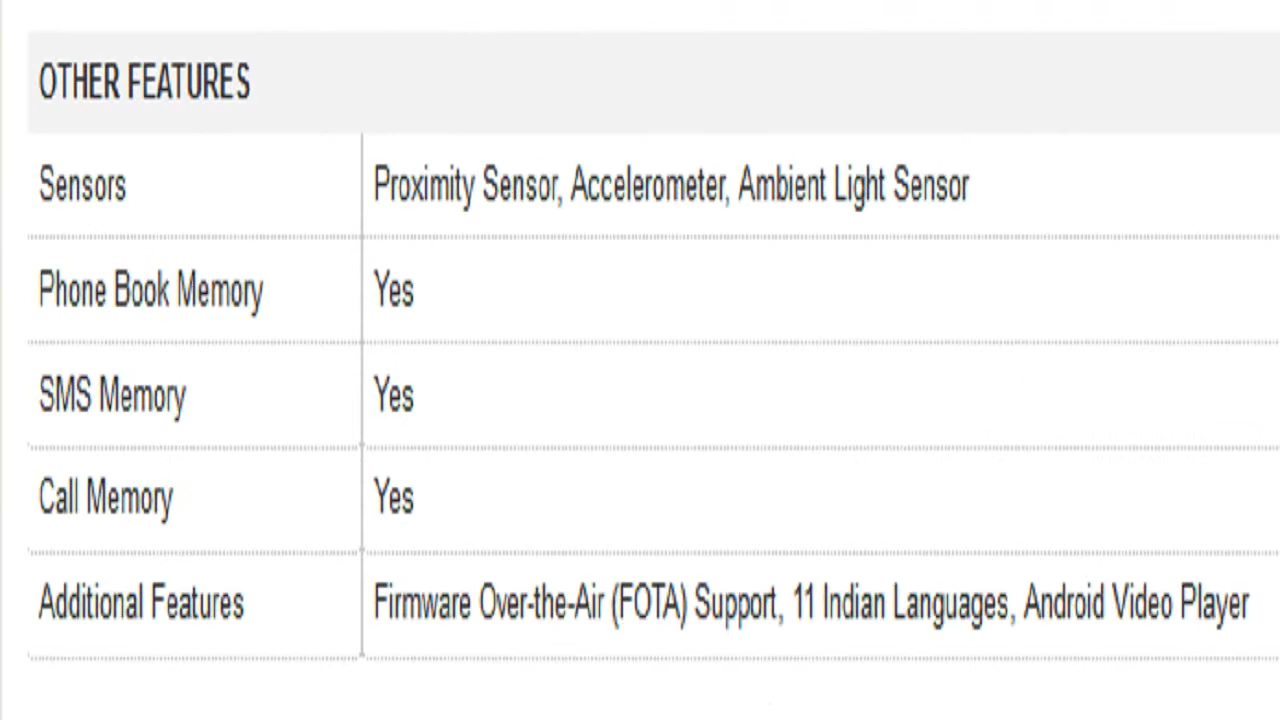 OTHER FEATURES
Sensors Proximity Sensor, Accelerometer, Ambient Light Sensor
Phone Book Memory Yes
SMS Memory Yes
Call Memory Yes
Additional Features Firmware Over-the-Air (FOTA) Support, 11 Indian Languages, Android Video Player